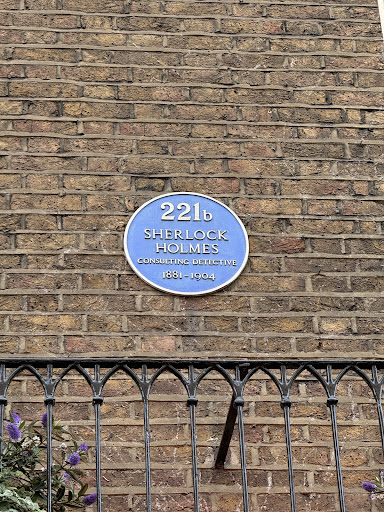 221b
SHERLOCK
HOLMES
CONSULTING DETECTIVE
1881-1904